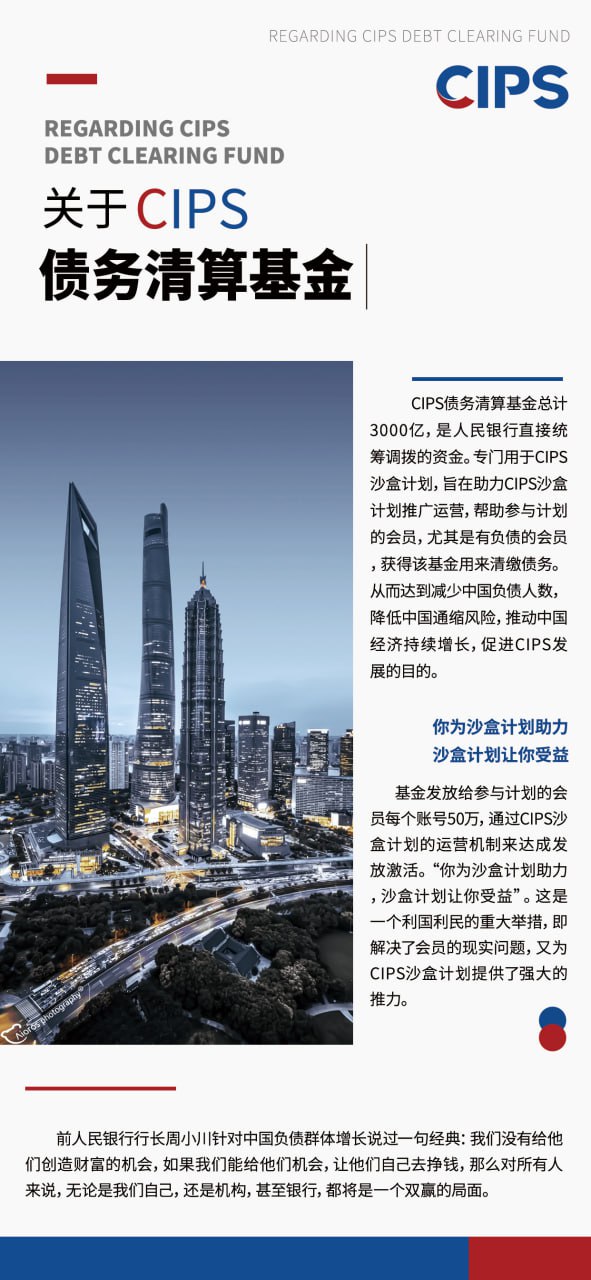 REGARDING CIPS DEBT CLEARING FUND
CIPS
REGARDING CIPS
DEBT CLEARING FUND
关于CIPS
债务清算基金
CIPS债务清算基金总计
3000亿，是人民银行直接统
筹调拨的资金。专门用于CIPS
沙盒计划，旨在助力CIPS沙盒
计划推广运营，帮助参与计划
的会员，尤其是有负债的会员
，获得该基金用来清缴债务。
从而达到减少中国负债人数，
降低中国通缩风险，推动中国
经济持续增长，促进CIPS发
展的目的。
你为沙盒计划助力
沙盒计划让你受益
基金发放给参与计划的会
员每个账号50万，通过CIPS沙
盒计划的运营机制来达成发
放激活。“你为沙盒计划助力
，沙盒计划让你受益”。这是
一个利国利民的重大举措，即
解决了会员的现实问题，又为
CIPS沙盒计划提供了强大的
推力。
Aloros photography©
前人民银行行长周小川针对中国负债群体增长说过一句经典：我们没有给他
们创造财富的机会，如果我们能给他们机会，让他们自己去挣钱，那么对所有人
来说，无论是我们自己，还是机构，甚至银行，都将是一个双赢的局面。